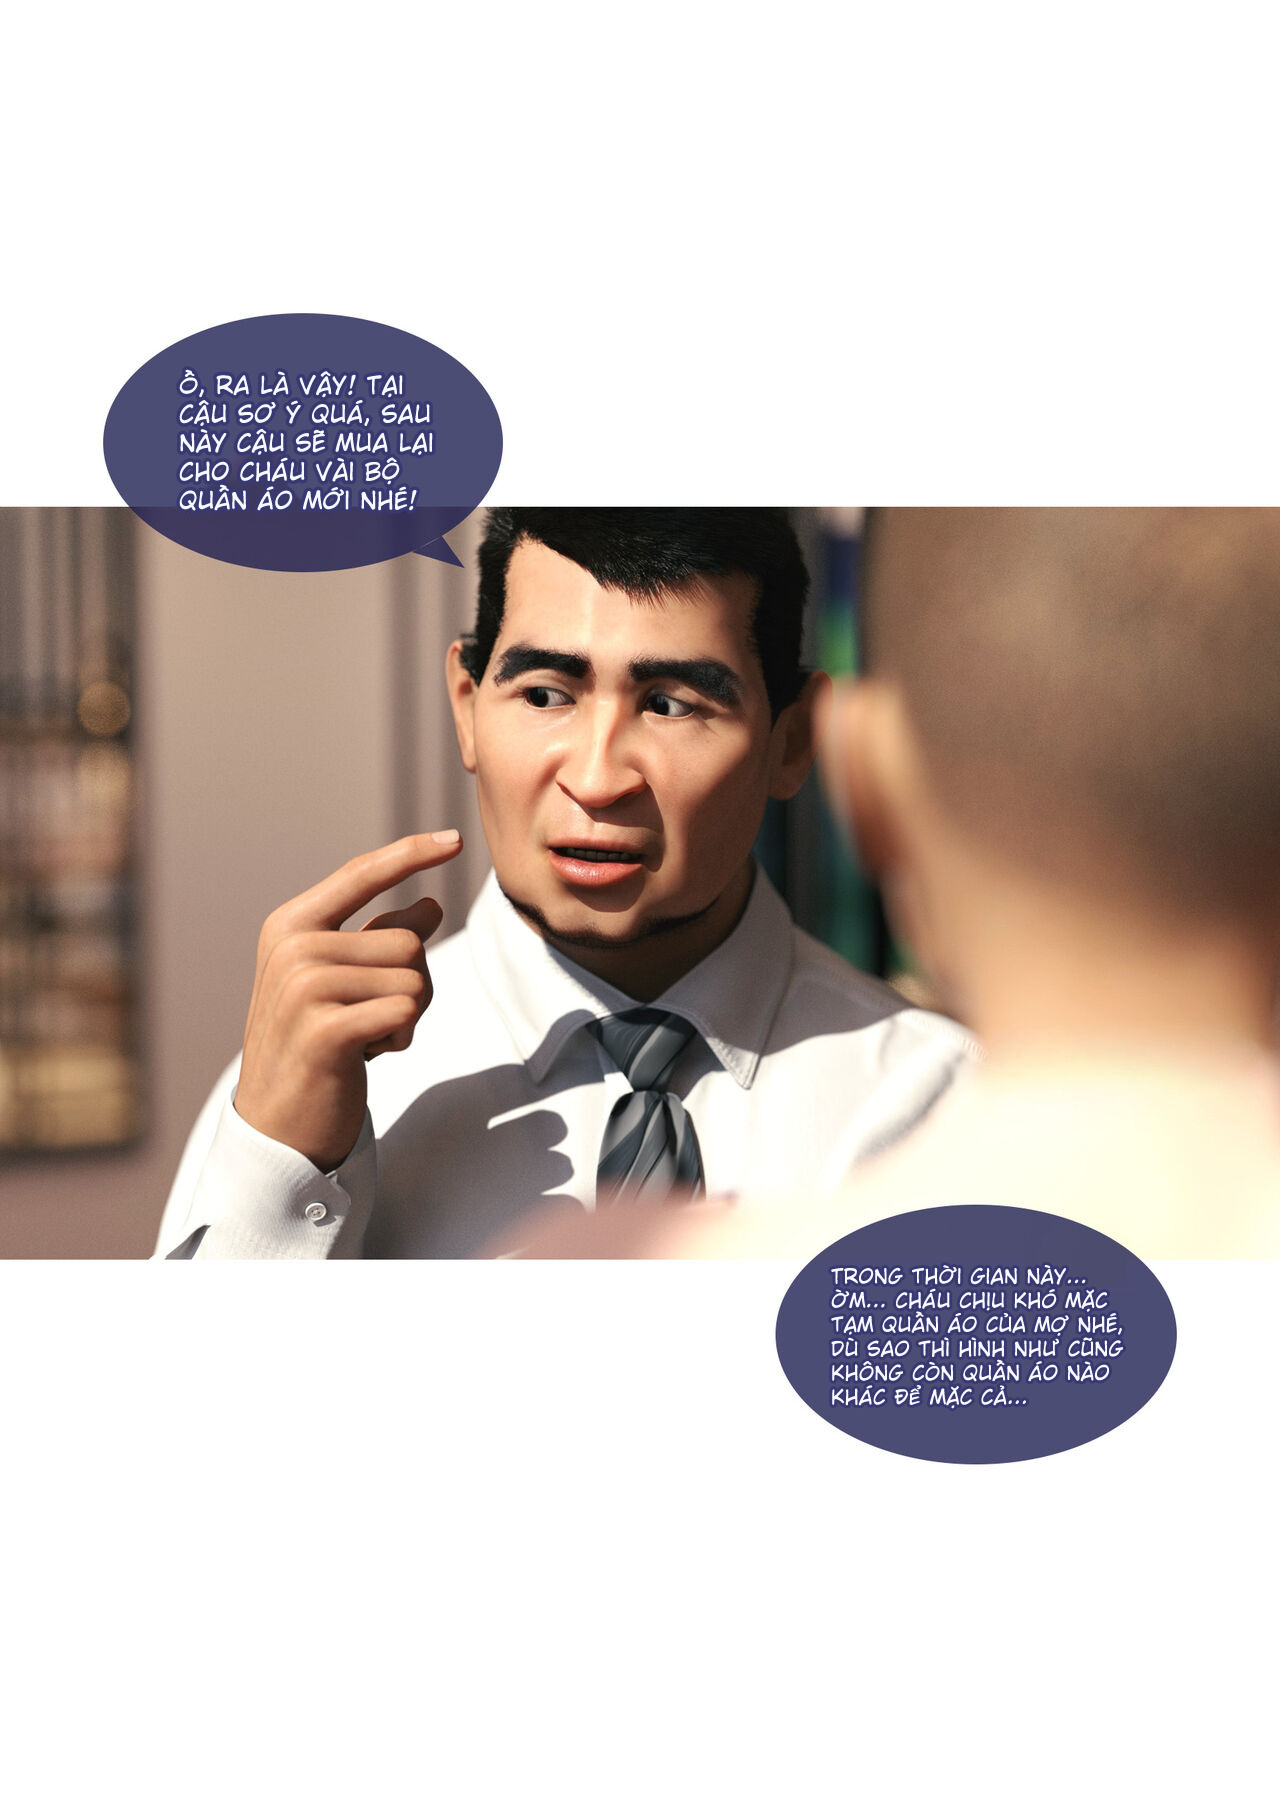 Ồ, RA LÀ VẬY! TẠI
CẬU SƠ Ý QUÁ, SAU
NÀY CẬU SẼ MUA LẠI
CHO CHÁU VÀI BỘ
QUẦN ÁO MỚI NHÉ!
TRONG THỜI GIAN NÀY...
ỜM... CHÁU CHỊU KHÓ MẶC
TẠM QUẦN ÁO CỦA MỢ NHÉ,
DÙ SAO THÌ HÌNH NHƯ CŨNG
KHÔNG CÒN QUẦN ÁO NÀO
KHÁC ĐỂ MẶC CẢ...